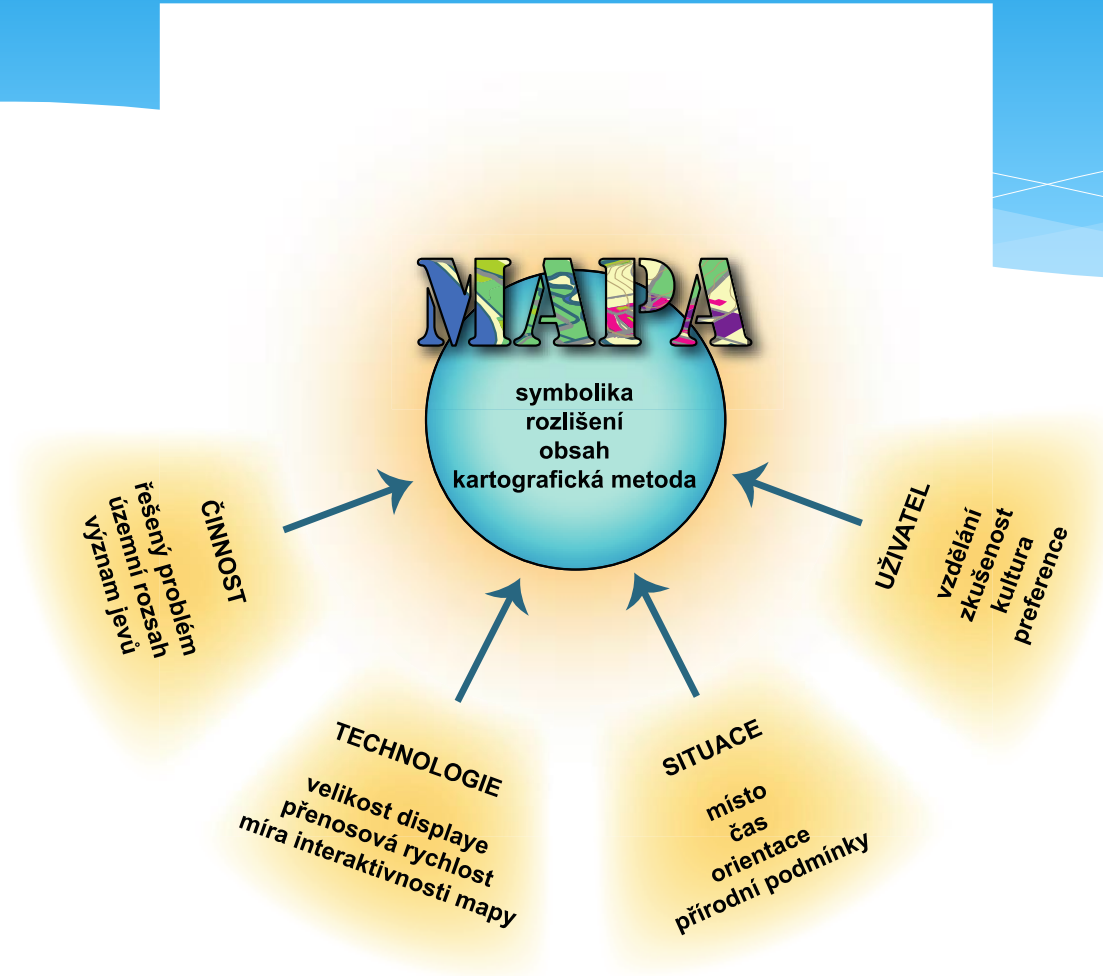 MAPA
symbolika
rozlišení
obsah
kartografická metoda
ČINNOST
řešený problém
územní rozsah
význam jevů
TECHNOLOGIE
velikost displaye
přenosová rychlost
míra interaktivnosti mapy
SITUACE
místo
čas
orientace
přírodní podmínky
UŽIVATEL
vzdělání
zkušenost
kultura
preference